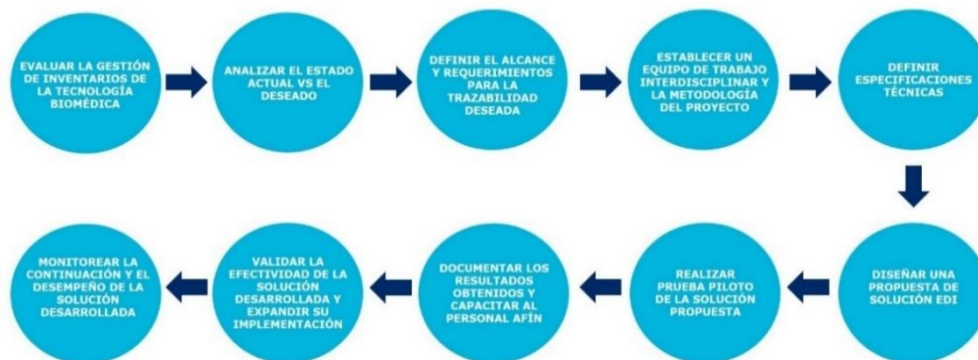 EVALUAR LA GESTIÓN
DE INVENTARIOS DE
LA TECNOLOGÍA
BIOMÉDICA
ANALIZAR EL ESTADO
ACTUAL VS EL
DESEADO
DEFINIR EL ALCANCE Y
REQUERIMIENTOS
PARA LA
TRAZABILIDAD
DESEADA
ESTABLECER UN
EQUIPO DE TRABAJO
INTERDISCIPLINAR Y
LA METODOLOGÍA
DEL PROYECTO
DEFINIR
ESPECIFICACIONES
TÉCNICAS
DISEÑAR UNA
PROPUESTA DE
SOLUCIÓN EDI
REALIZAR
PRUEBA PILOTO
DE LA SOLUCIÓN
PROPUESTA
DOCUMENTAR LOS
RESULTADOS
OBTENIDOS Y
CAPACITAR AL
PERSONAL AFÍN
VALIDAR LA
EFECTIVIDAD DE LA
SOLUCIÓN
DESARROLLADA Y
EXPANDIR SU
IMPLEMENTACIÓN
MONITOREAR LA
CONTINUACIÓN Y EL
DESEMPEÑO DE LA
SOLUCIÓN
DESARROLLADA